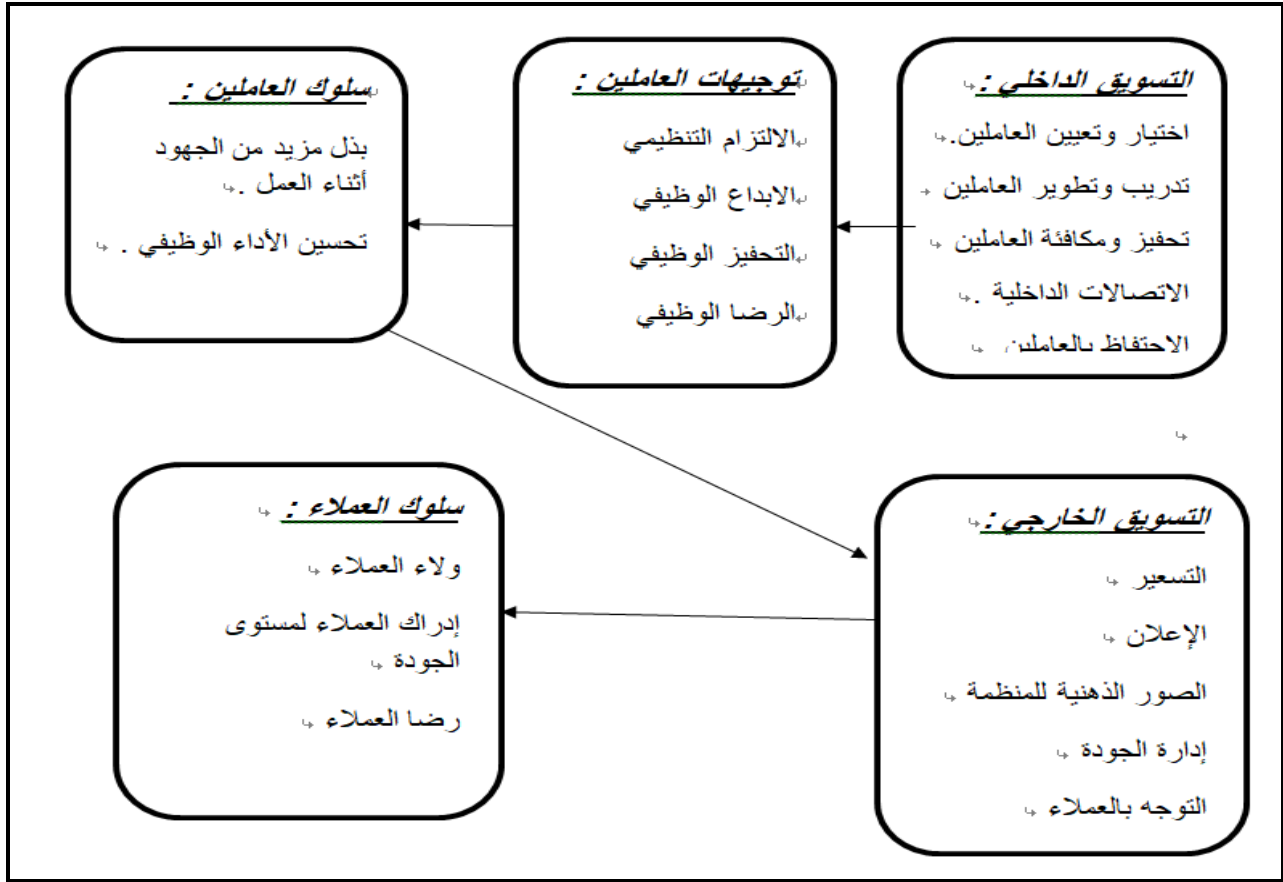 التسويق الداخلي :
اختيار وتعيين العاملين.
تدريب وتطوير العاملين
تحفيز ومكافئة العاملين
الاتصالات الداخلية .
الاحتفاظ بالعاملين
توجيهات العاملين :
الالتزام التنظيمي
الابداع الوظيفي
التحفيز الوظيفي
الرضا الوظيفي
سلوك العاملين :
بذل مزيد من الجهود
أثناء العمل .
تحسين الأداء الوظيفي .
التسويق الخارجي :
التسعير
الإعلان
الصور الذهنية للمنظمة
إدارة الجودة
التوجه بالعملاء
سلوك العملاء :
ولاء العملاء
إدراك العملاء لمستوى
الجودة
رضا العملاء